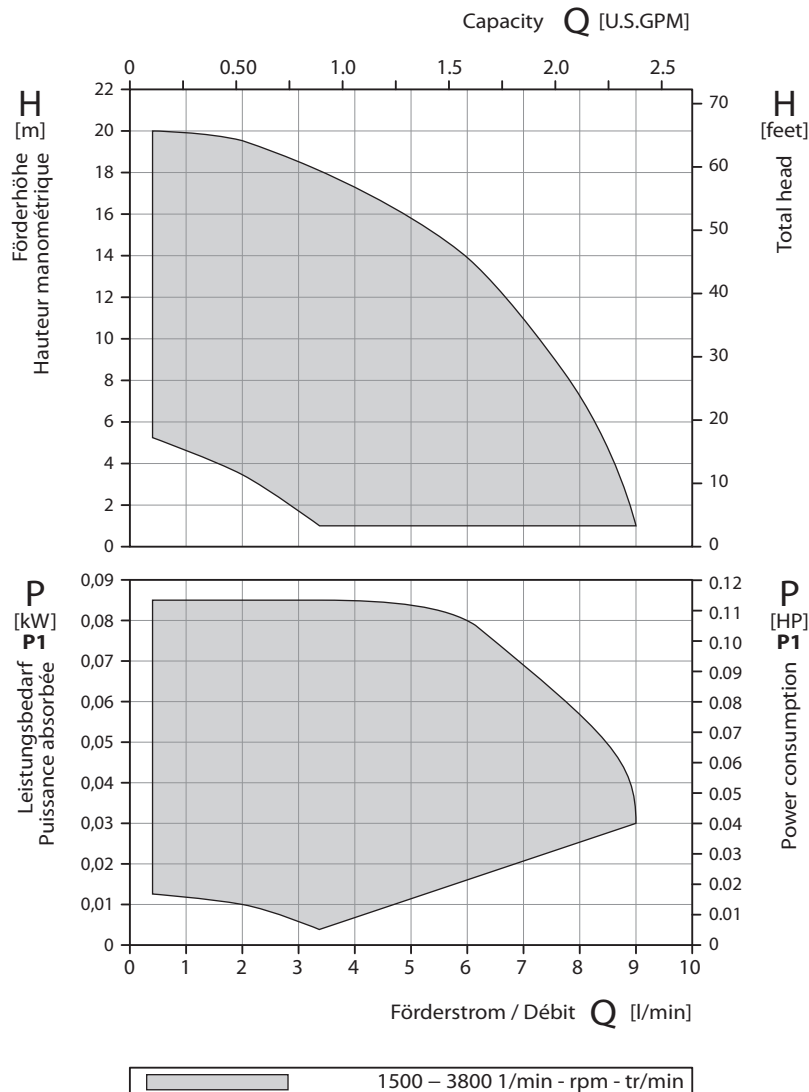 Capacity Q [U.S.GPM]
0 0.50 1.0 1.5 2.0 2.5
H
[m]
Förderhöhe
Hauteur manométrique
22
20
18
16
14
12
10
8
6
4
2
0
70
60
50
40
30
20
10
0
H
[feet]
Total head
P
[kW]
P1
Leistungsbedarf
Puissance absorbée
0,09
0,08
0,07
0,06
0,05
0,04
0,03
0,02
0,01
0
0.12
0.11
0.10
0.09
0.08
0.07
0.06
0.05
0.04
0.03
0.02
0.01
0
P
[HP]
P1
Power consumption
0 1 2 3 4 5 6 7 8 9 10
Förderstrom / Débit Q [l/min]
1500 – 3800 1/min - rpm - tr/min